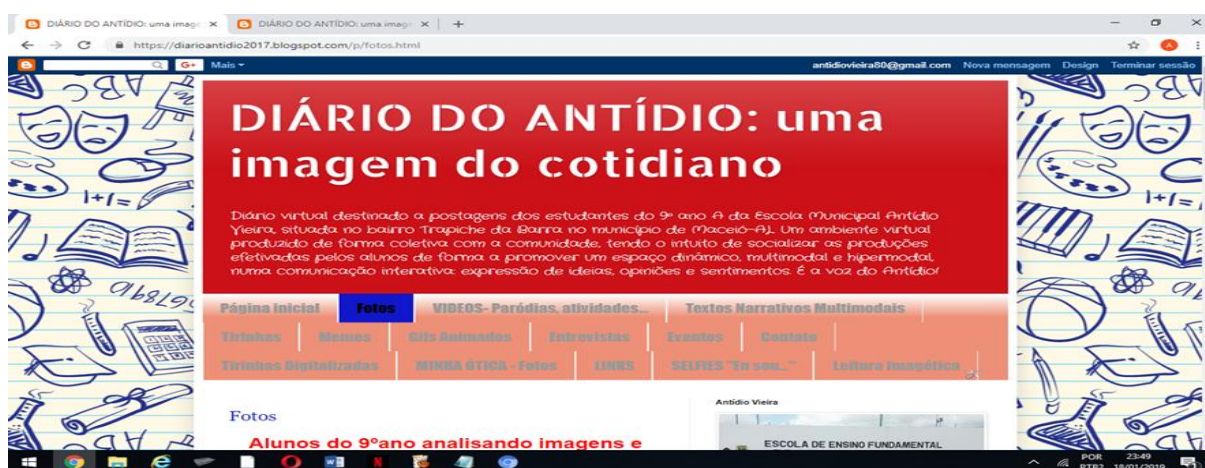 DIÁRIO DO ANTÍDIO: uma imag
DIÁRIO DO ANTÍDIO: uma imag
https://diarioantidio2017.blogspot.com/p/fotos.html
G+ Mais
antidiovieira80@gmail.com Nova mensagem Design Terminar sessão
DIÁRIO DO ANTÍDIO: uma
imagem do cotidiano
Diário virtual destinado a postagens dos estudantes do 9º ano A da Escola Municipal Antídio
Vieira, situada no bairro Trapiche da Barra no município de Maceió-AL. Um ambiente virtual
produzido de forma coletiva com a comunidade, tendo o intuito de socializar as produções
efetivadas pelos alunos de forma a promover um espaço dinâmico, multimodal e hipermodal,
numa comunicação interativa: expressão de ideias, opiniões e sentimentos. É a voz do Antídio!
Página inicial Fotos VIDEOS- Paródias, atividades... Textos Narrativos Multimodais
Tirinhas Memes Gifs Animados Entrevistas Eventos Contato
Tirinhas Digitalizadas MINHA ÓTICA - Fotos LINKS SELFIES "Eu sou..." Leitura Imagética
Fotos
Alunos do 9ºano analisando imagens e
Antídio Vieira
ESCOLA DE ENSINO FUNDAMENTAL
POR
PTB2
23:49
18/01/2019